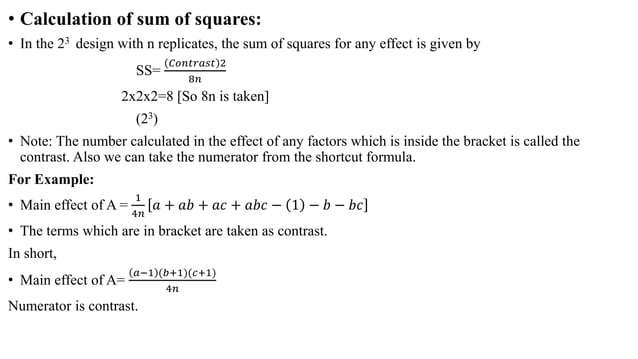 • Calculation of sum of squares:
• In the 2³ design with n replicates, the sum of squares for any effect is given by
SS= (Contrast)2 / 8n
2x2x2=8 [So 8n is taken]
(2³)
• Note: The number calculated in the effect of any factors which is inside the bracket is called the
contrast. Also we can take the numerator from the shortcut formula.
For Example:
• Main effect of A = 1/4n [a + ab + ac + abc − (1) − b − bc]
• The terms which are in bracket are taken as contrast.
In short,
• Main effect of A= (a−1)(b+1)(c+1) / 4n
Numerator is contrast.